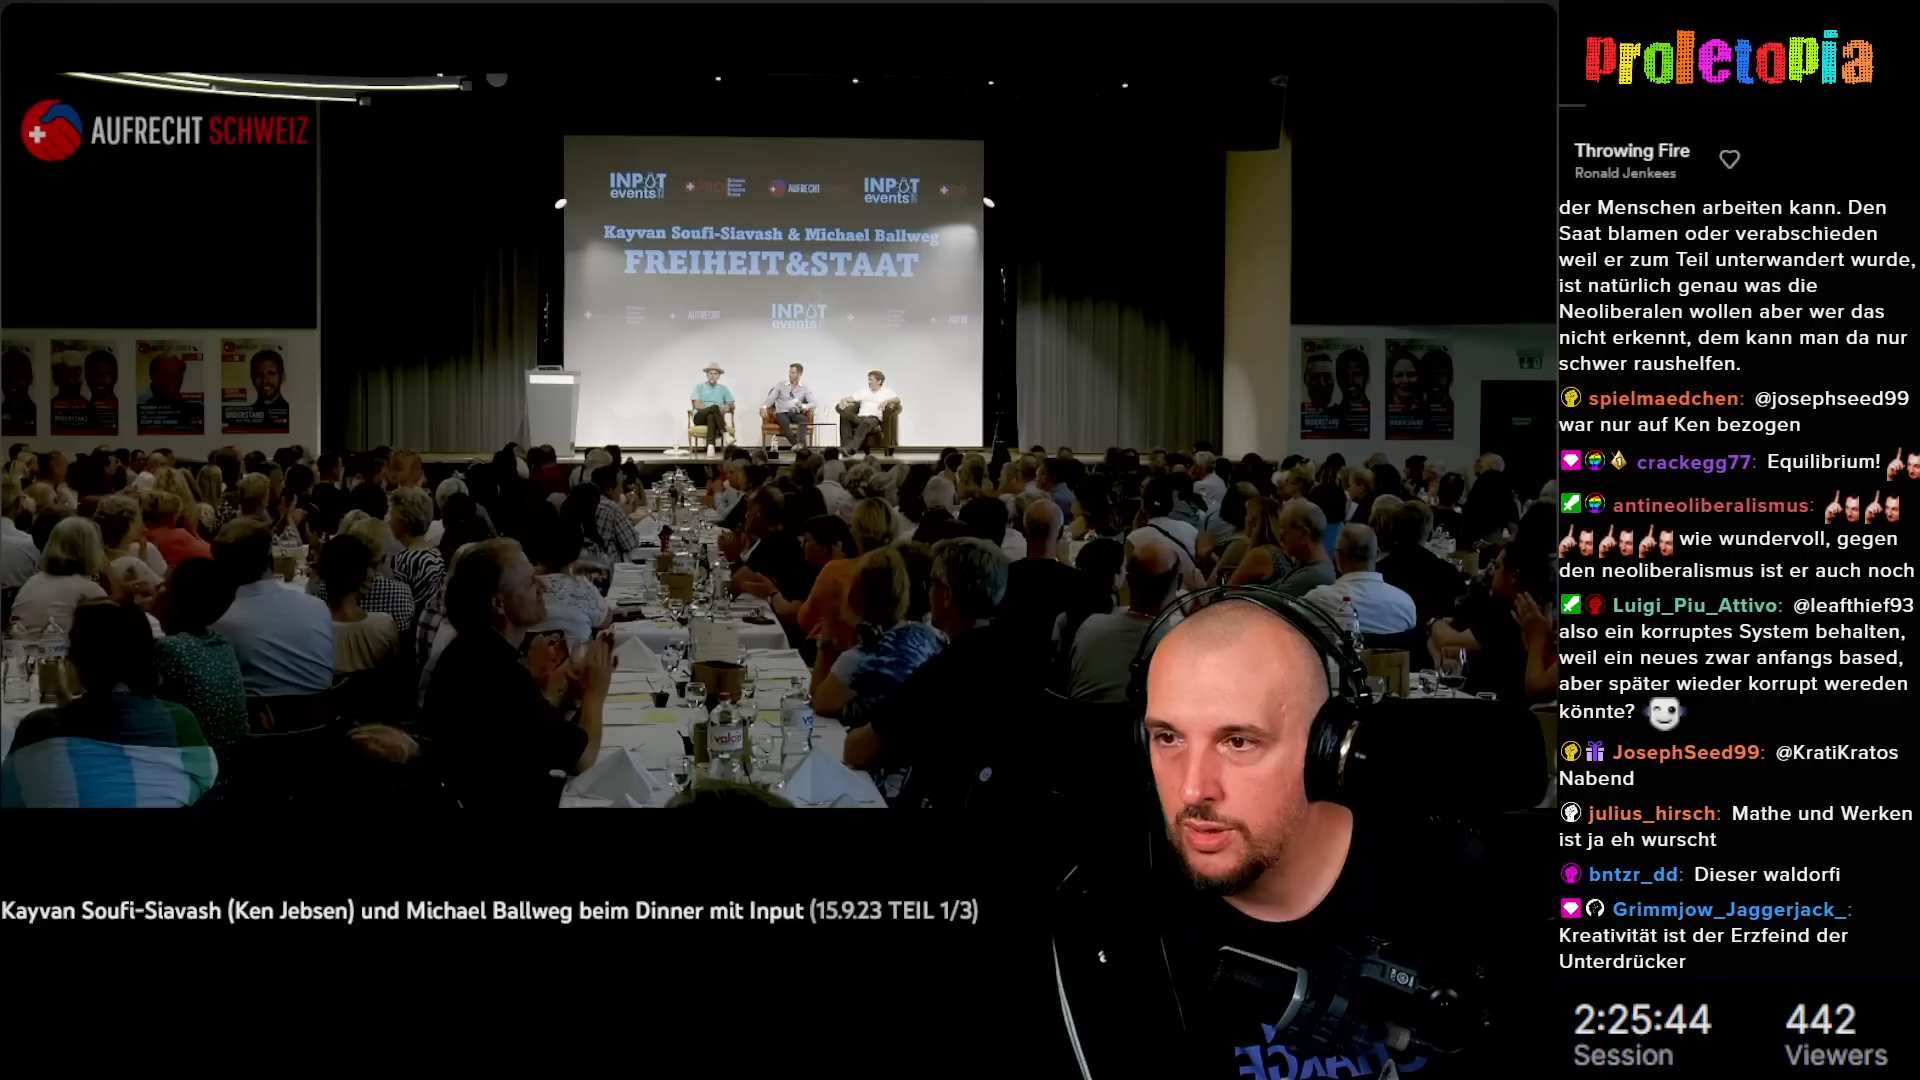 AUFRECHT SCHWEIZ
INPUT events
AUFRECHT
INPUT events
Kayvan Soufi-Siavash & Michael Ballweg
FREIHEIT&STAAT
AUFRECHT
INPUT events
WIDERSTAND
valser
Kayvan Soufi-Siavash (Ken Jebsen) und Michael Ballweg beim Dinner mit Input (15.9.23 TEIL 1/3)
Proletopia
Throwing Fire
Ronald Jenkees
der Menschen arbeiten kann. Den
Saat blamen oder verabschieden
weil er zum Teil unterwandert wurde,
ist natürlich genau was die
Neoliberalen wollen aber wer das
nicht erkennt, dem kann man da nur
schwer raushelfen.
spielmaedchen: @josephseed99
war nur auf Ken bezogen
crackegg77: Equilibrium!
antineoliberalismus:
wie wundervoll, gegen
den neoliberalismus ist er auch noch
Luigi_Piu_Attivo: @leafthief93
also ein korruptes System behalten,
weil ein neues zwar anfangs based,
aber später wieder korrupt wereden
könnte?
JosephSeed99: @KratiKratos
Nabend
julius_hirsch: Mathe und Werken
ist ja eh wurscht
bntzr_dd: Dieser waldorfi
Grimmjow_Jaggerjack_:
Kreativität ist der Erzfeind der
Unterdrücker
2:25:44
Session
442
Viewers